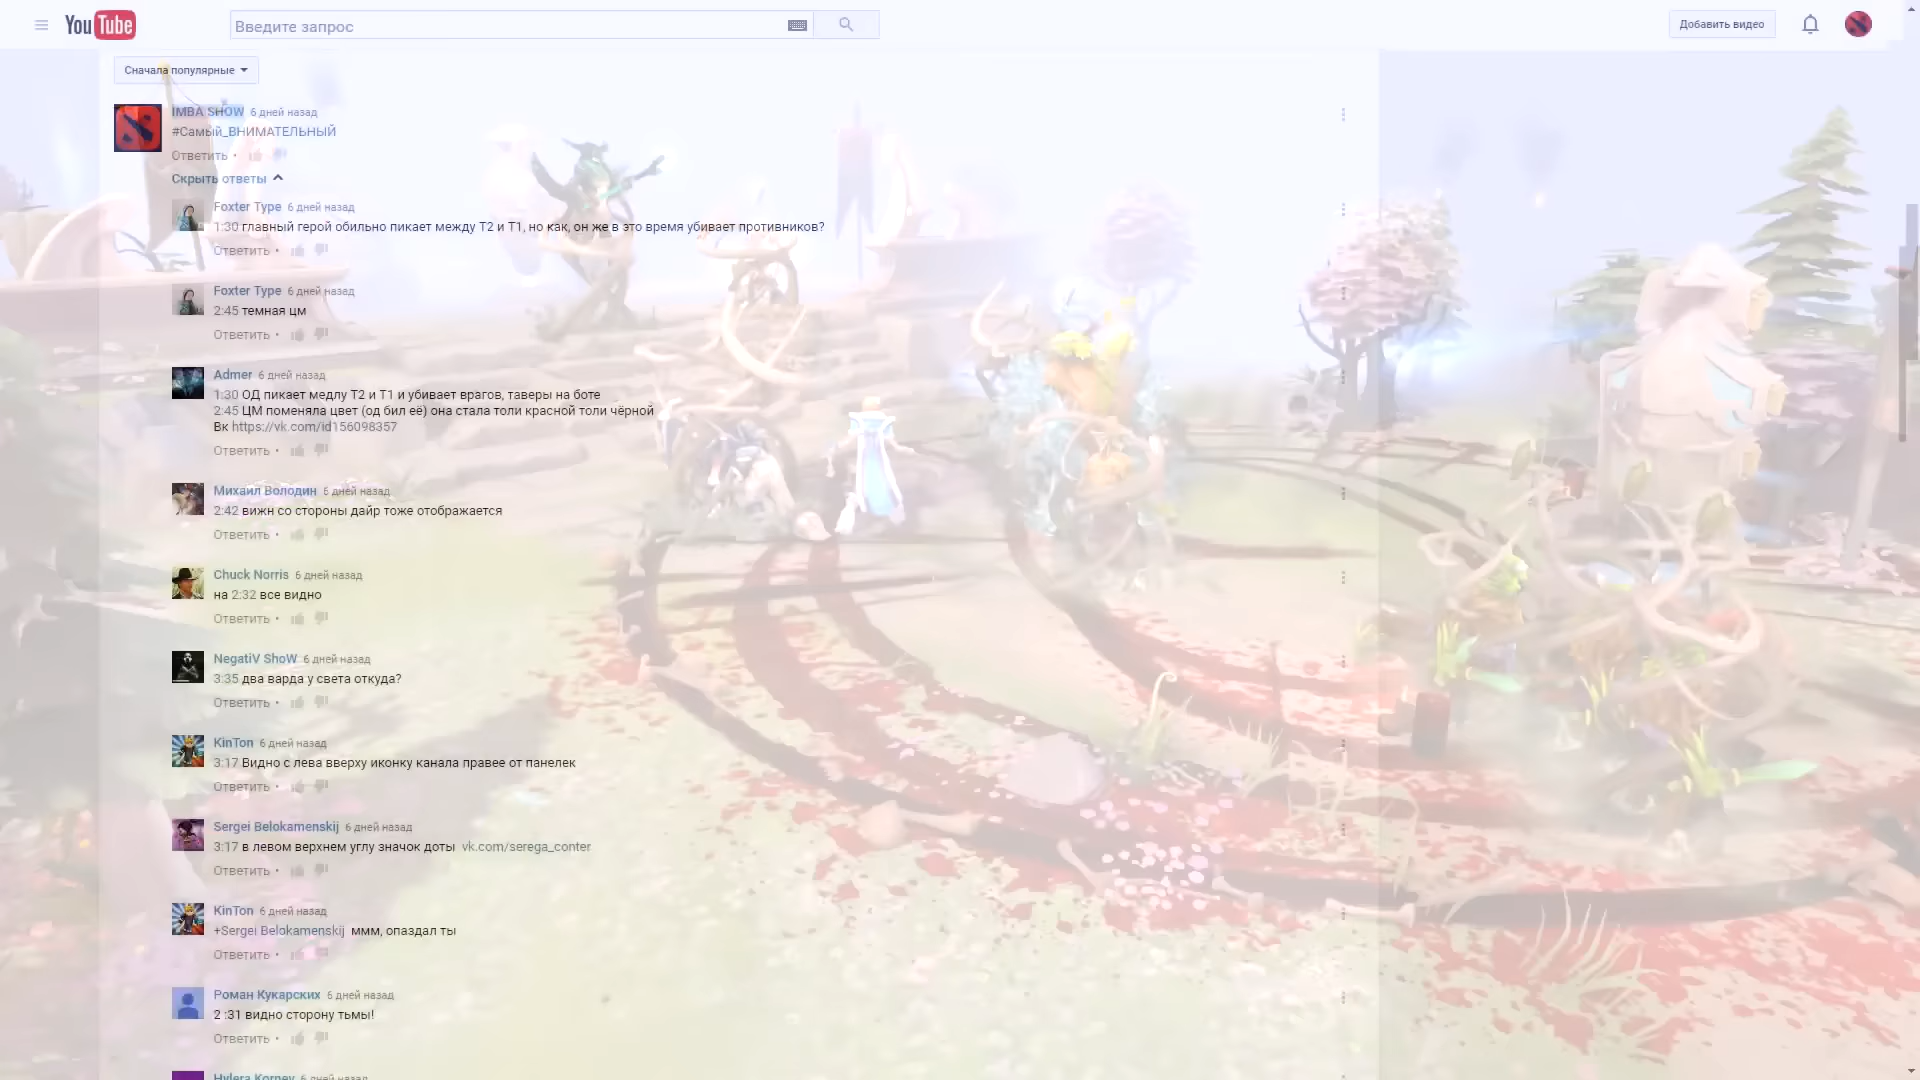 YouTube
Введите запрос
Добавить видео
Сначала популярные
IMBA SHOW 6 дней назад
#Самый_ВНИМАТЕЛЬНЫЙ
Ответить •
Скрыть ответы
Foxter Type 6 дней назад
1:30 главный герой обильно пикает между Т2 и Т1, но как, он же в это время убивает противников?
Ответить •
Foxter Type 6 дней назад
2:45 темная цм
Ответить •
Admer 6 дней назад
1:30 ОД пикает медлу Т2 и Т1 и убивает врагов, таверы на боте
2:45 ЦМ поменяла цвет (од бил её) она стала толи красной толи чёрной
Вк https://vk.com/id156098357
Ответить •
Михаил Володин 6 дней назад
2:42 вижн со стороны дайр тоже отображается
Ответить •
Chuck Norris 6 дней назад
на 2:32 все видно
Ответить •
NegatiV ShoW 6 дней назад
3:35 два варда у света откуда?
Ответить •
KinTon 6 дней назад
3:17 Видно с лева вверху иконку канала правее от панелек
Ответить •
Sergei Belokamenskij 6 дней назад
3:17 в левом верхнем углу значок доты vk.com/serega_conter
Ответить •
KinTon 6 дней назад
+Sergei Belokamenskij ммм, опаздал ты
Ответить •
Роман Кукарских 6 дней назад
2 :31 видно сторону тьмы!
Ответить •
Hylera Kornev 6 дней назад